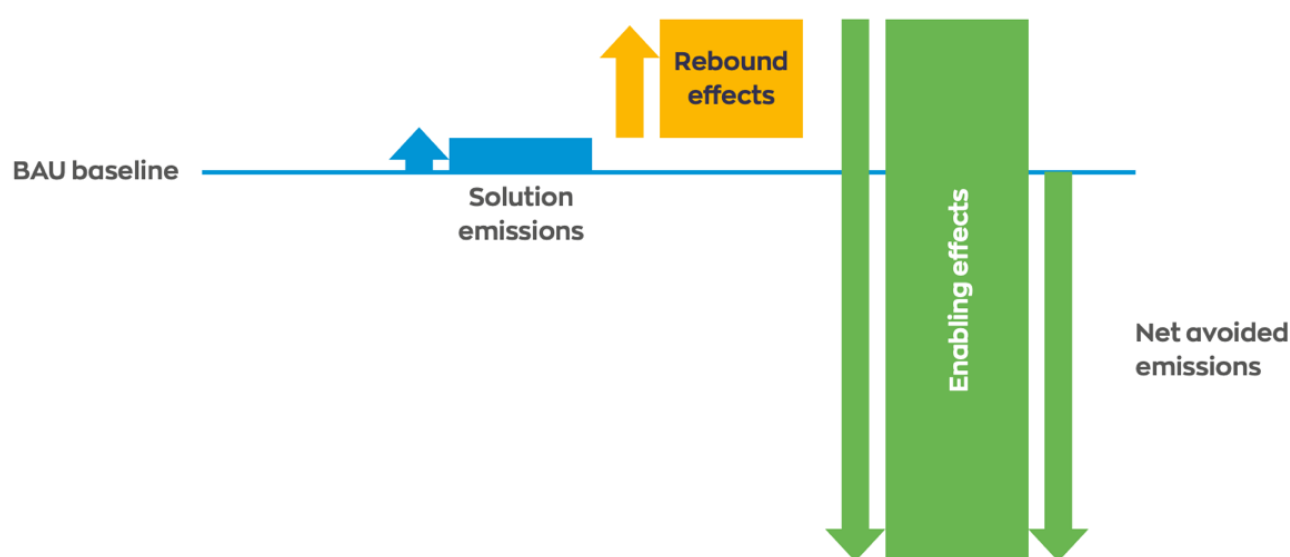 Rebound
effects
BAU baseline
Solution
emissions
Enabling effects
Net avoided
emissions